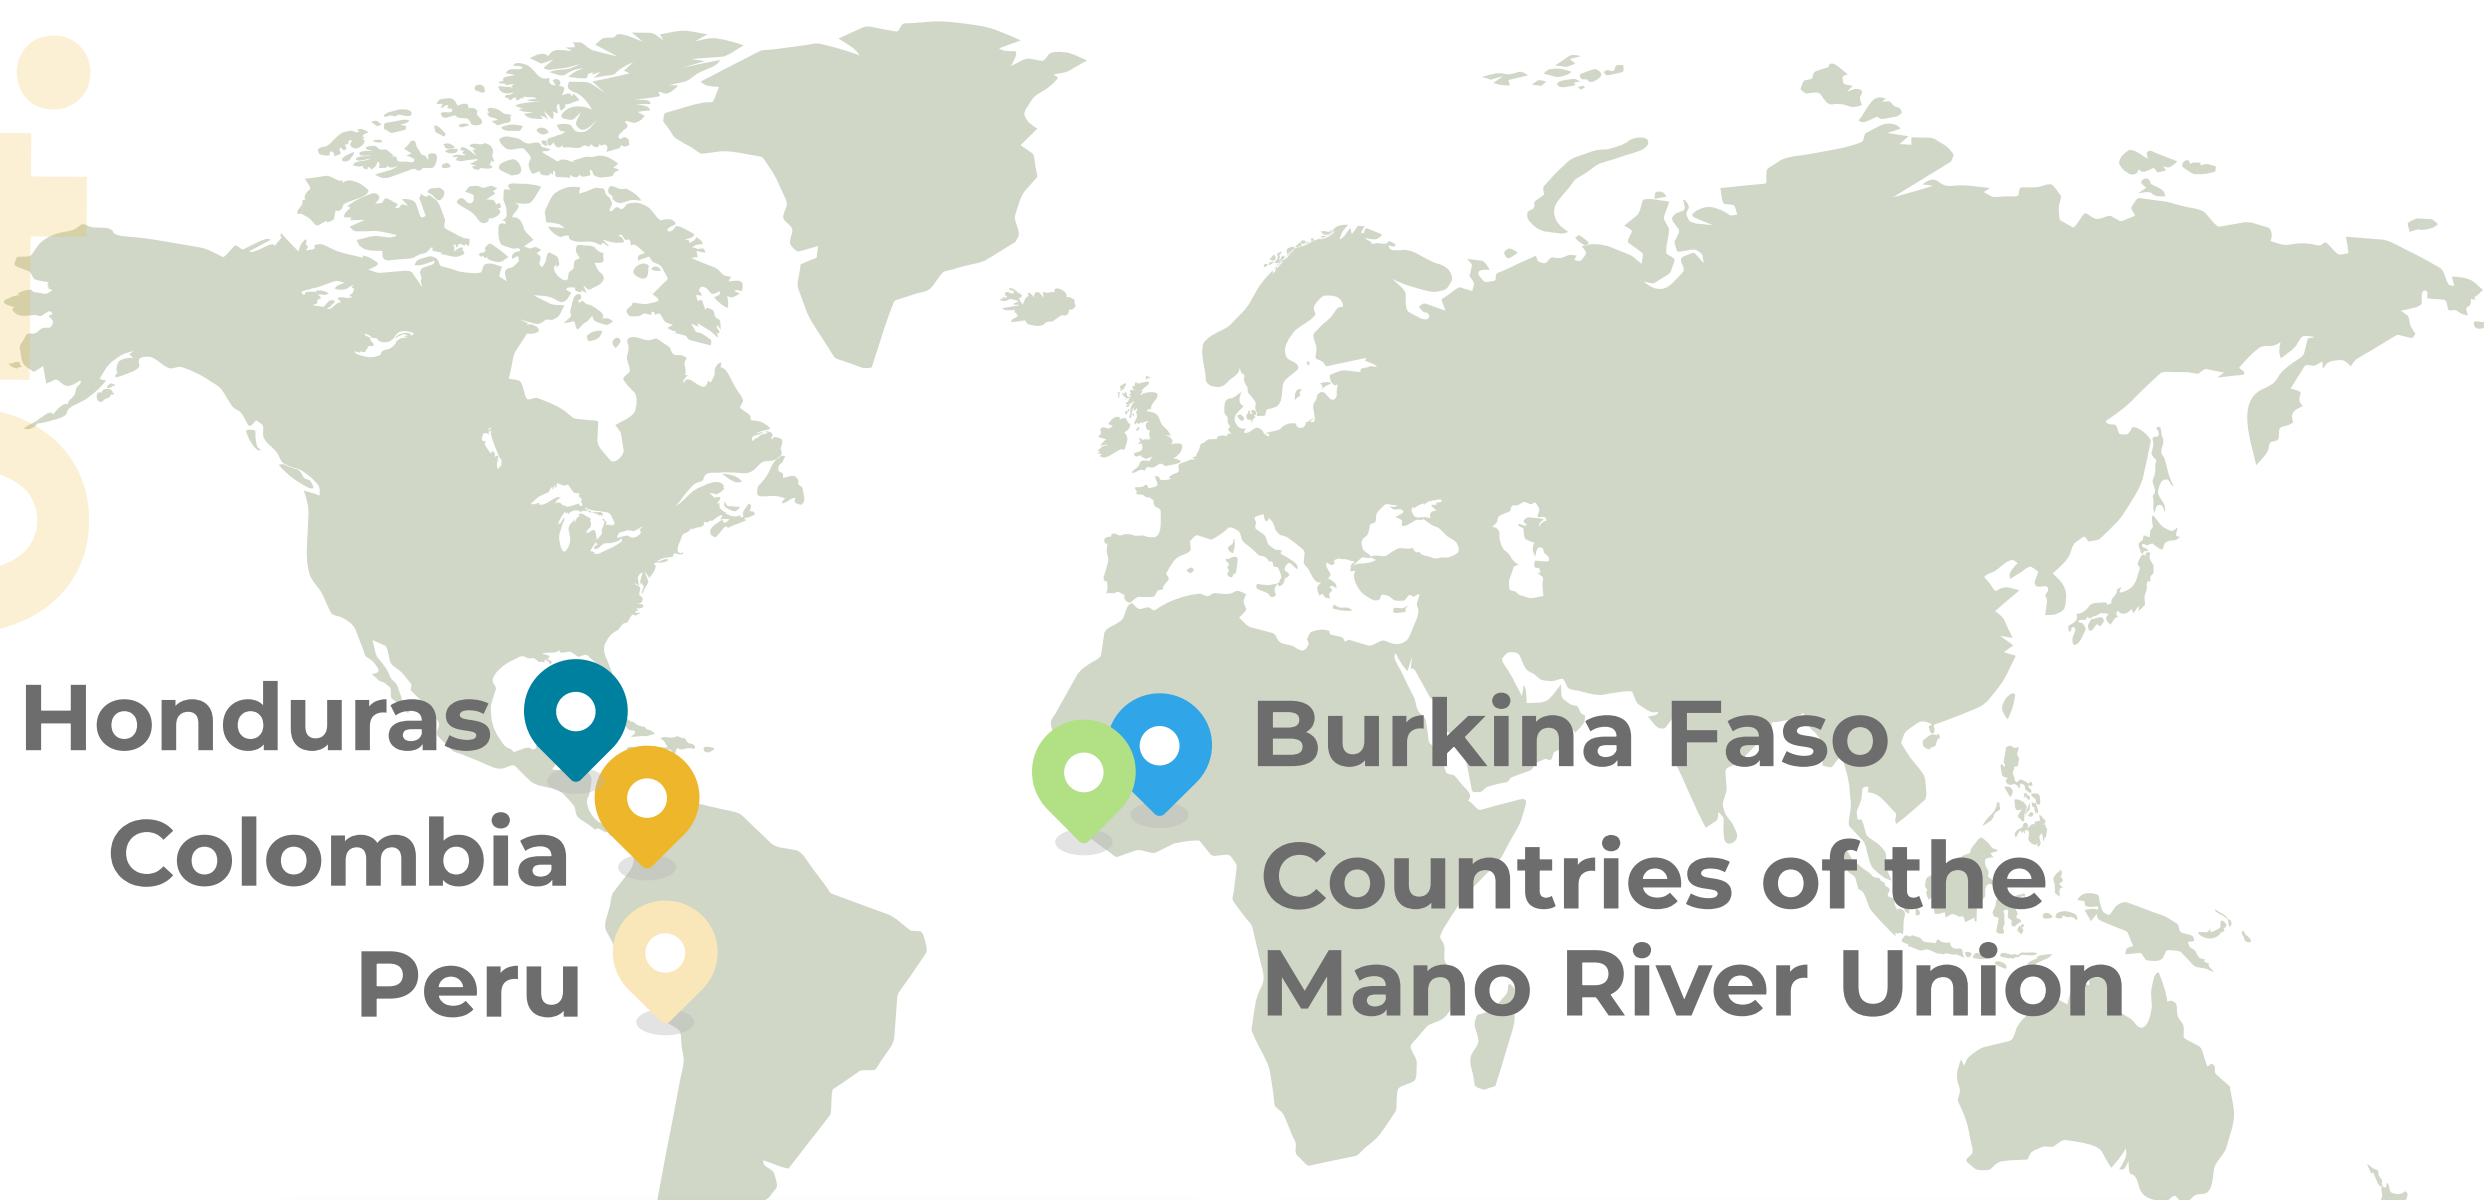 Honduras
Colombia
Peru
Burkina Faso
Countries of the
Mano River Union